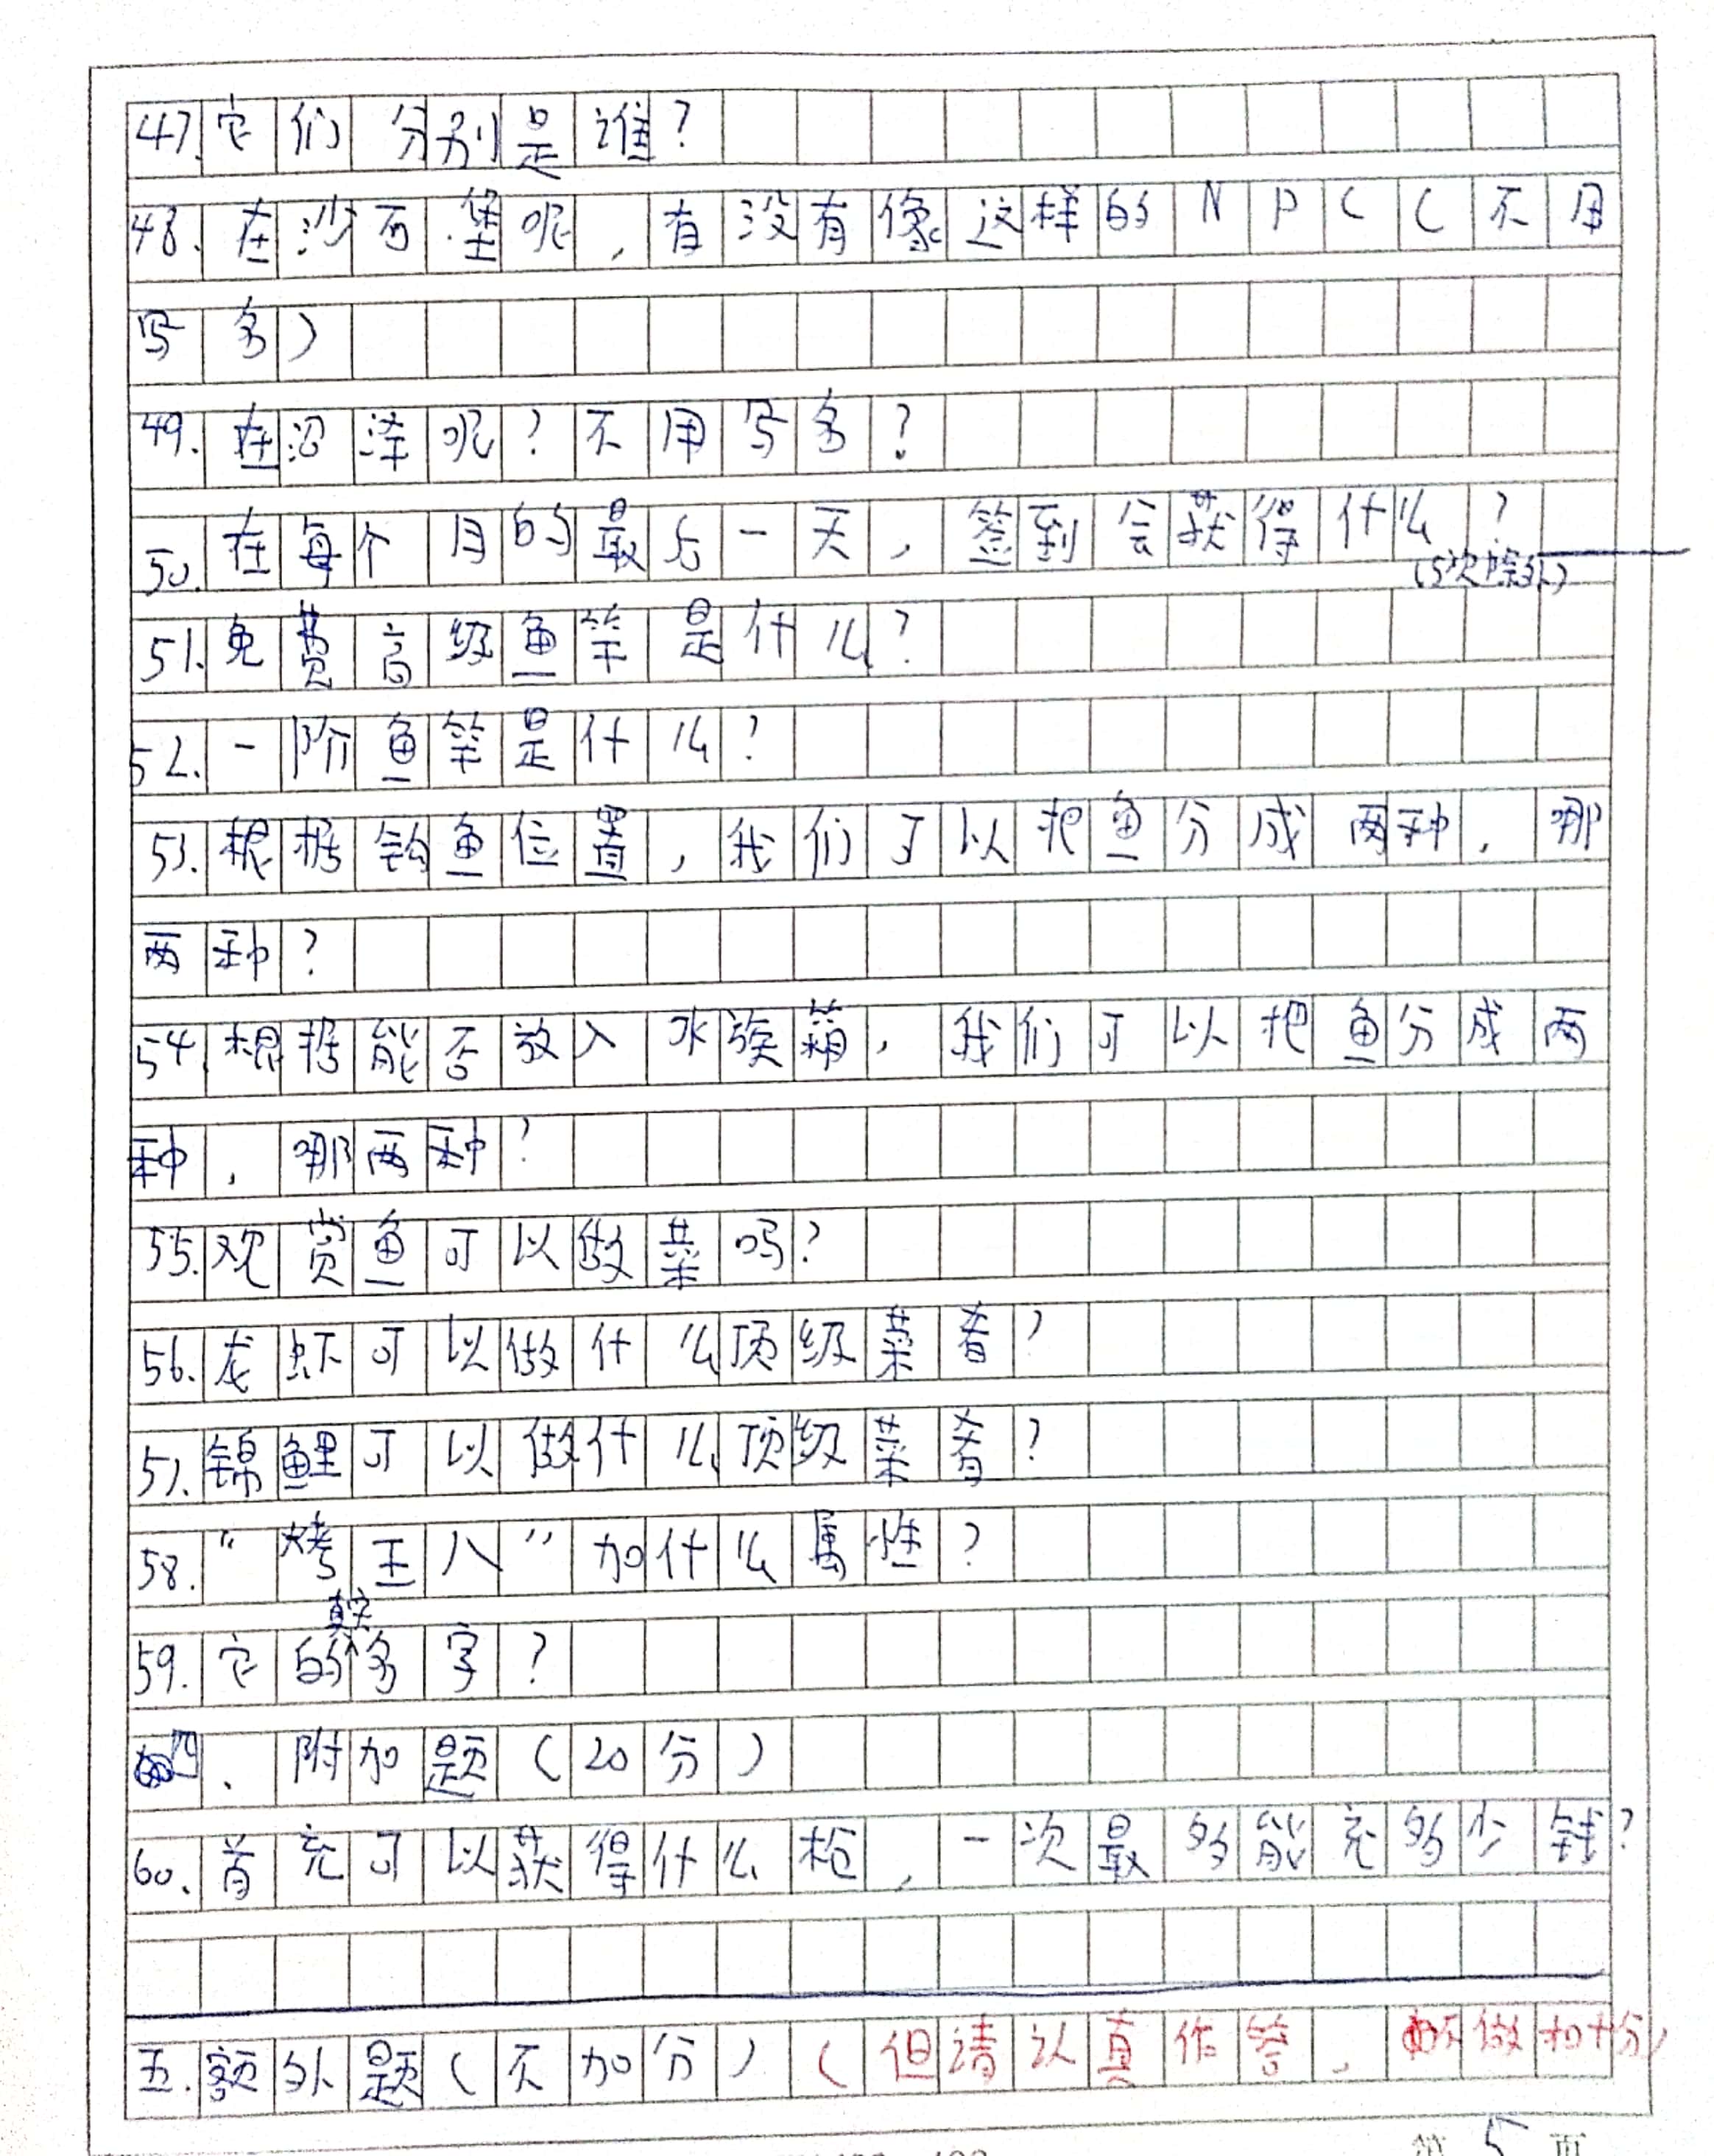 47.它们分别是谁?
48.在沙石堡呢,有没有像这样的NPC(不用
写名)
49.在沼泽呢?不用写名?
50.在每个月的最后一天,签到会获得什么?
(5次除外)
51.免费高级鱼竿是什么?
52.一阶鱼竿是什么?
53.根据钓鱼位置,我们可以把鱼分成两种,哪
两种?
54.根据能否放入水族箱,我们可以把鱼分成两
种,哪两种?
55.观赏鱼可以做菜吗?
56.龙虾可以做什么顶级菜肴?
57.锦鲤可以做什么顶级菜肴?
58.“烤王八”加什么属性?
59.它的真实名字?
四、附加题(20分)
60.首充可以获得什么枪,一次最多能充多少钱?
五.额外题(不加分)(但请认真作答,不做扣十分)
第5页